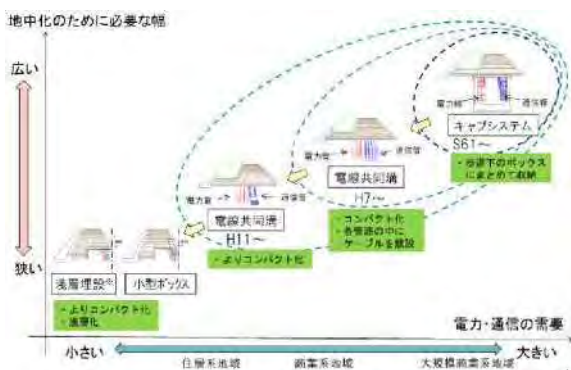 地中化のために必要な幅
広い
狭い
電力線
通信線
キャブシステム
S61～
・歩道下のボックス
にまとめて収納
電力管
通信管
電線共同溝
H7～
・コンパクト化
・各管路の中に
ケーブルを敷設
電力管
通信管
電線共同溝
H11～
・よりコンパクト化
浅層埋設※
小型ボックス
・よりコンパクト化
・浅層化
電力・通信の需要
小さい
大きい
住居系地域
商業系地域
大規模商業系地域